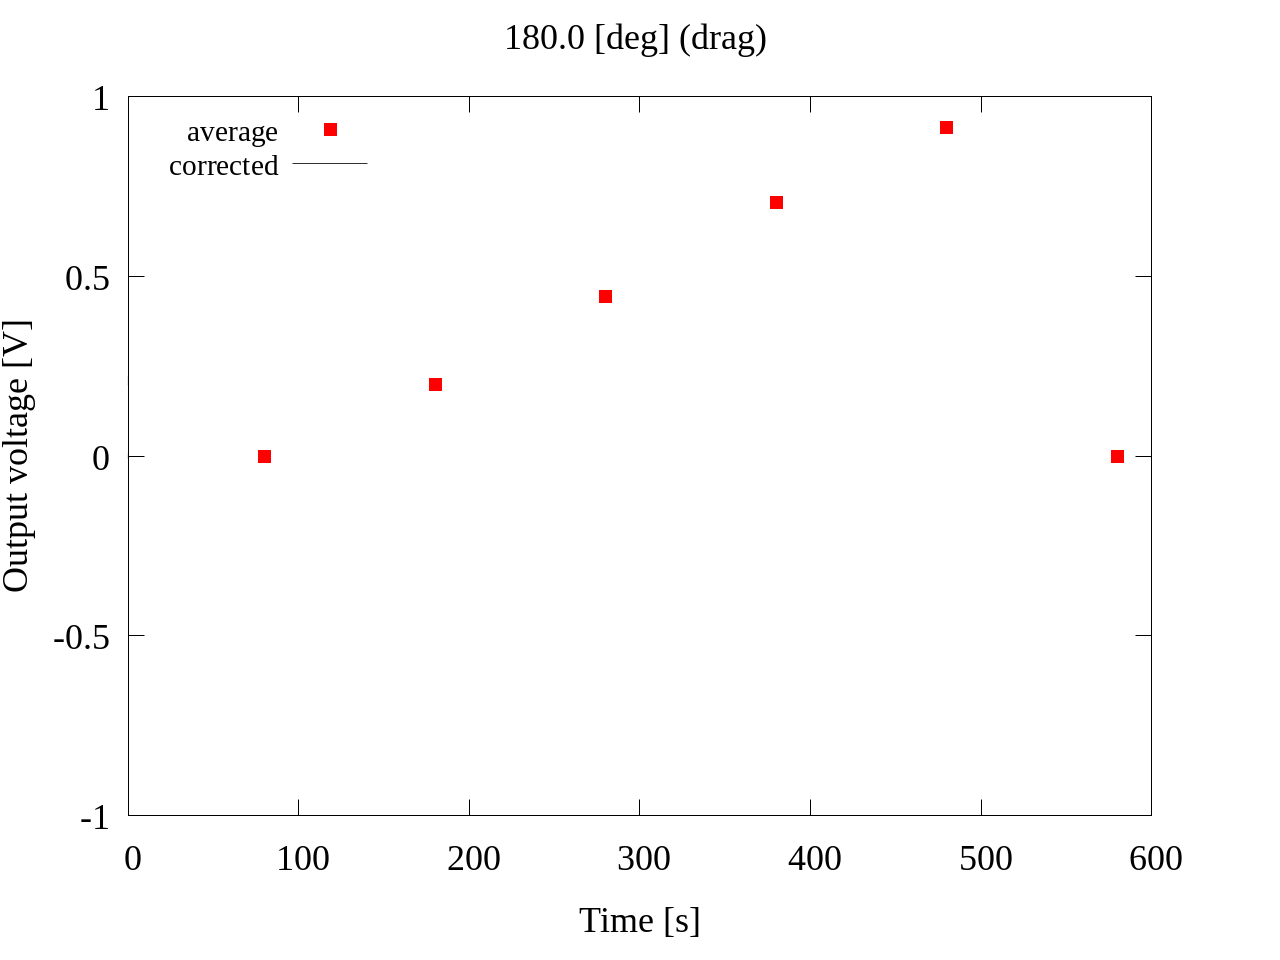 180.0 [deg] (drag)
average
corrected
1
0.5
0
-0.5
-1
Output voltage [V]
0 100 200 300 400 500 600
Time [s]